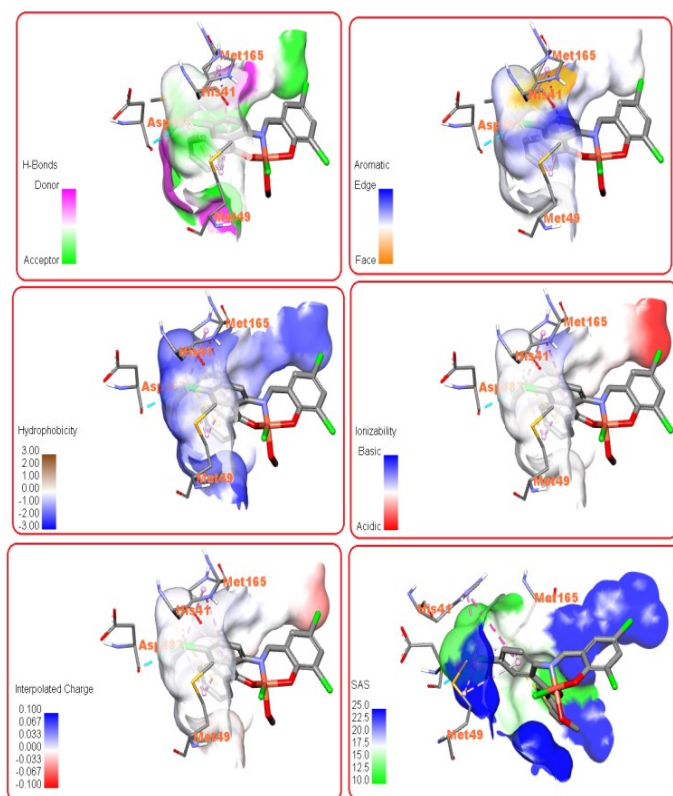 Met165
His41
Asp187
H-Bonds
Donor
Acceptor
Met49
Met165
His41
Aromatic
Edge
Face
Met49
Met165
His41
Hydrophobicity
3.00
2.00
1.00
0.00
-1.00
-2.00
-3.00
Met49
Met165
His41
Asp187
Ionizability
Basic
Acidic
Met49
Met165
His41
Asp187
Interpolated Charge
0.100
0.067
0.033
0.000
-0.033
-0.067
-0.100
Met49
His41
Met165
SAS
25.0
22.5
20.0
17.5
15.0
12.5
10.0
Met49